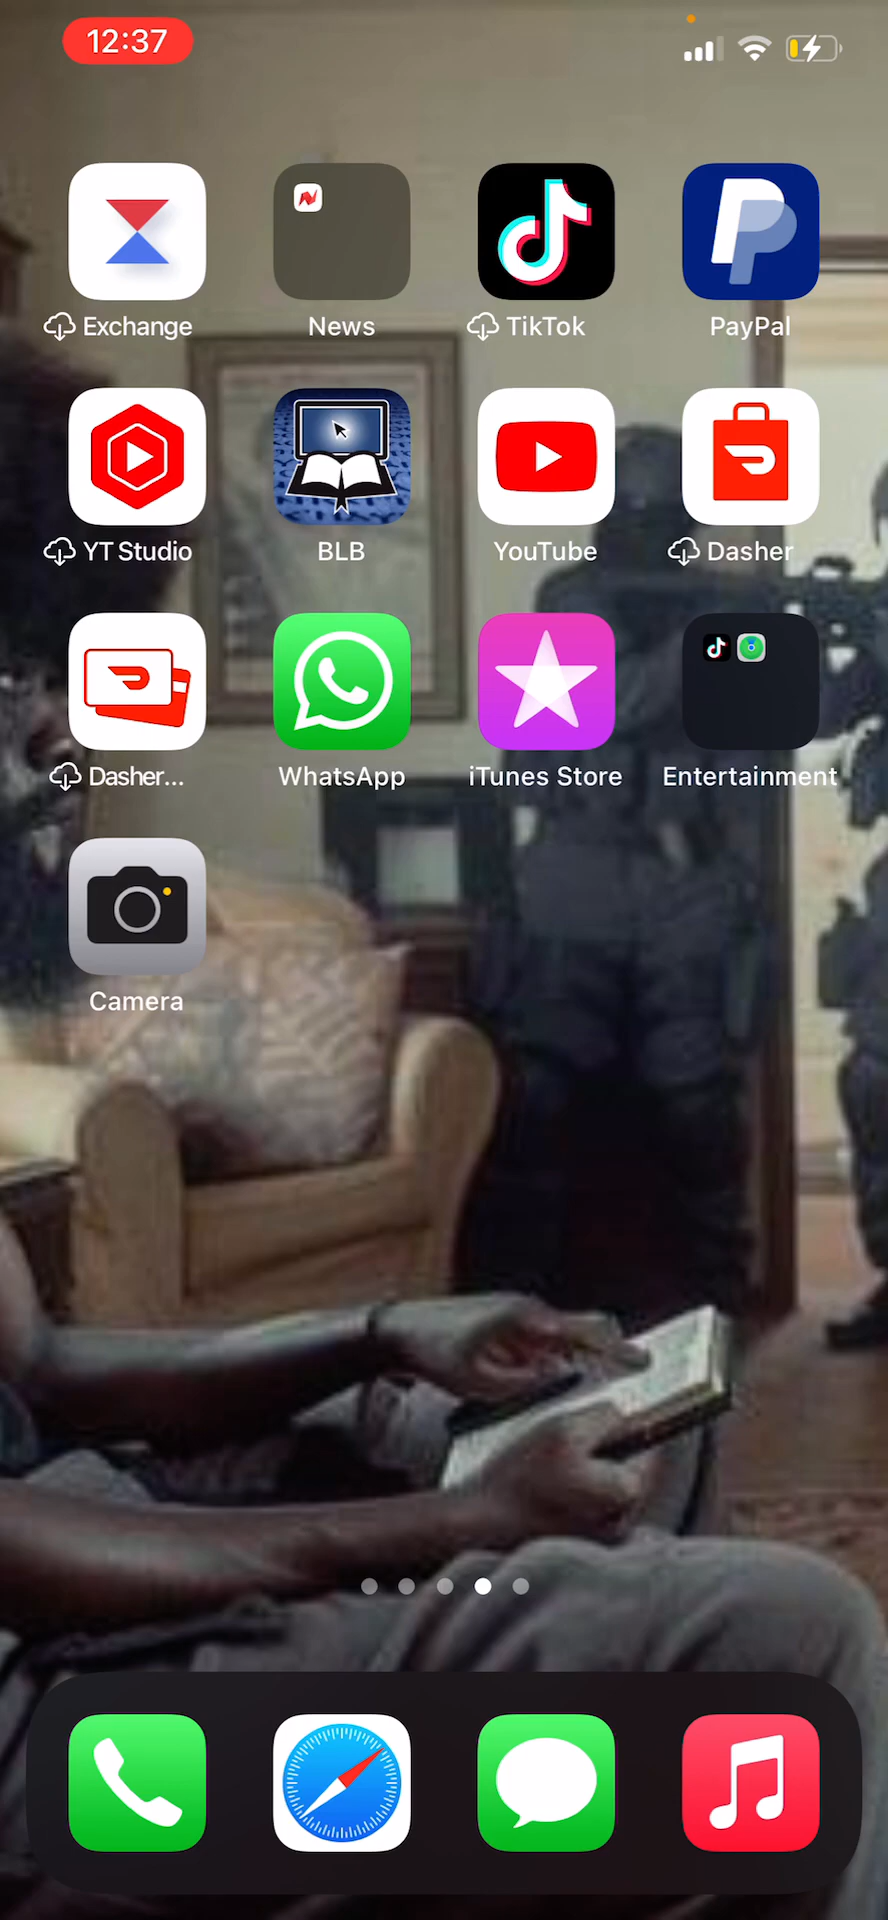 12:37
Exchange
News
TikTok
PayPal
YT Studio
BLB
YouTube
Dasher
Dasher...
WhatsApp
iTunes Store
Entertainment
Camera